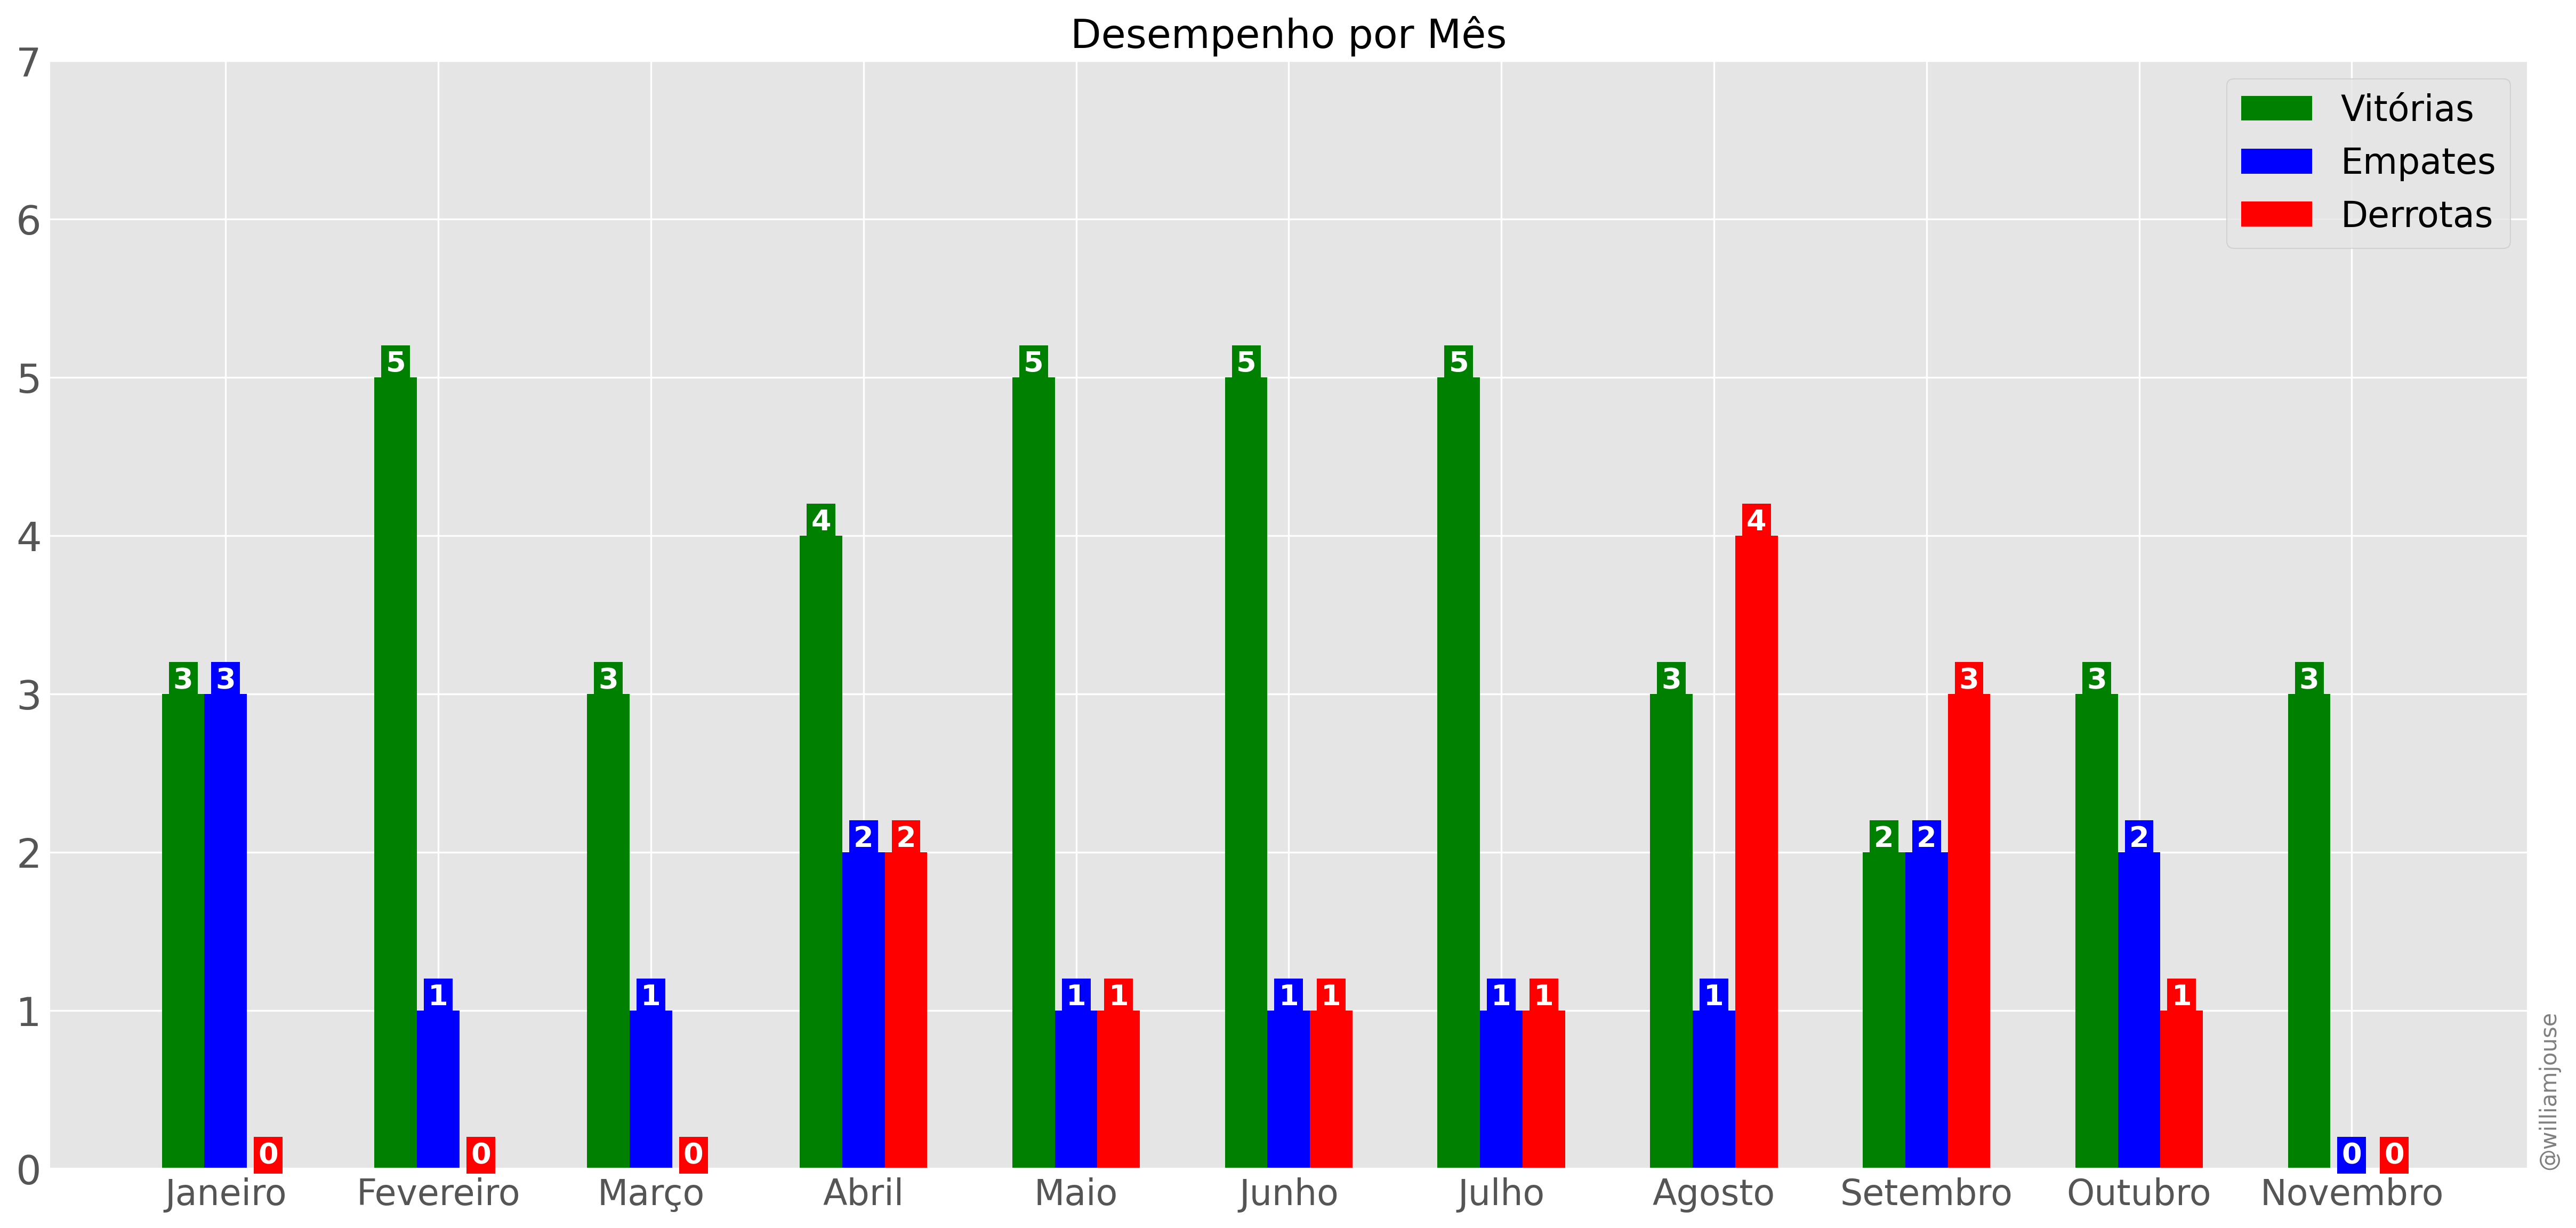 Desempenho por Mês
7
6
5
4
3
2
1
0
Vitórias
Empates
Derrotas
3 3 0
5 1 0
3 1 0
4 2 2
5 1 1
5 1 1
5 1 1
3 1 4
2 2 3
3 2 1
3 0 0
Janeiro Fevereiro Março Abril Maio Junho Julho Agosto Setembro Outubro Novembro
@williamjouse